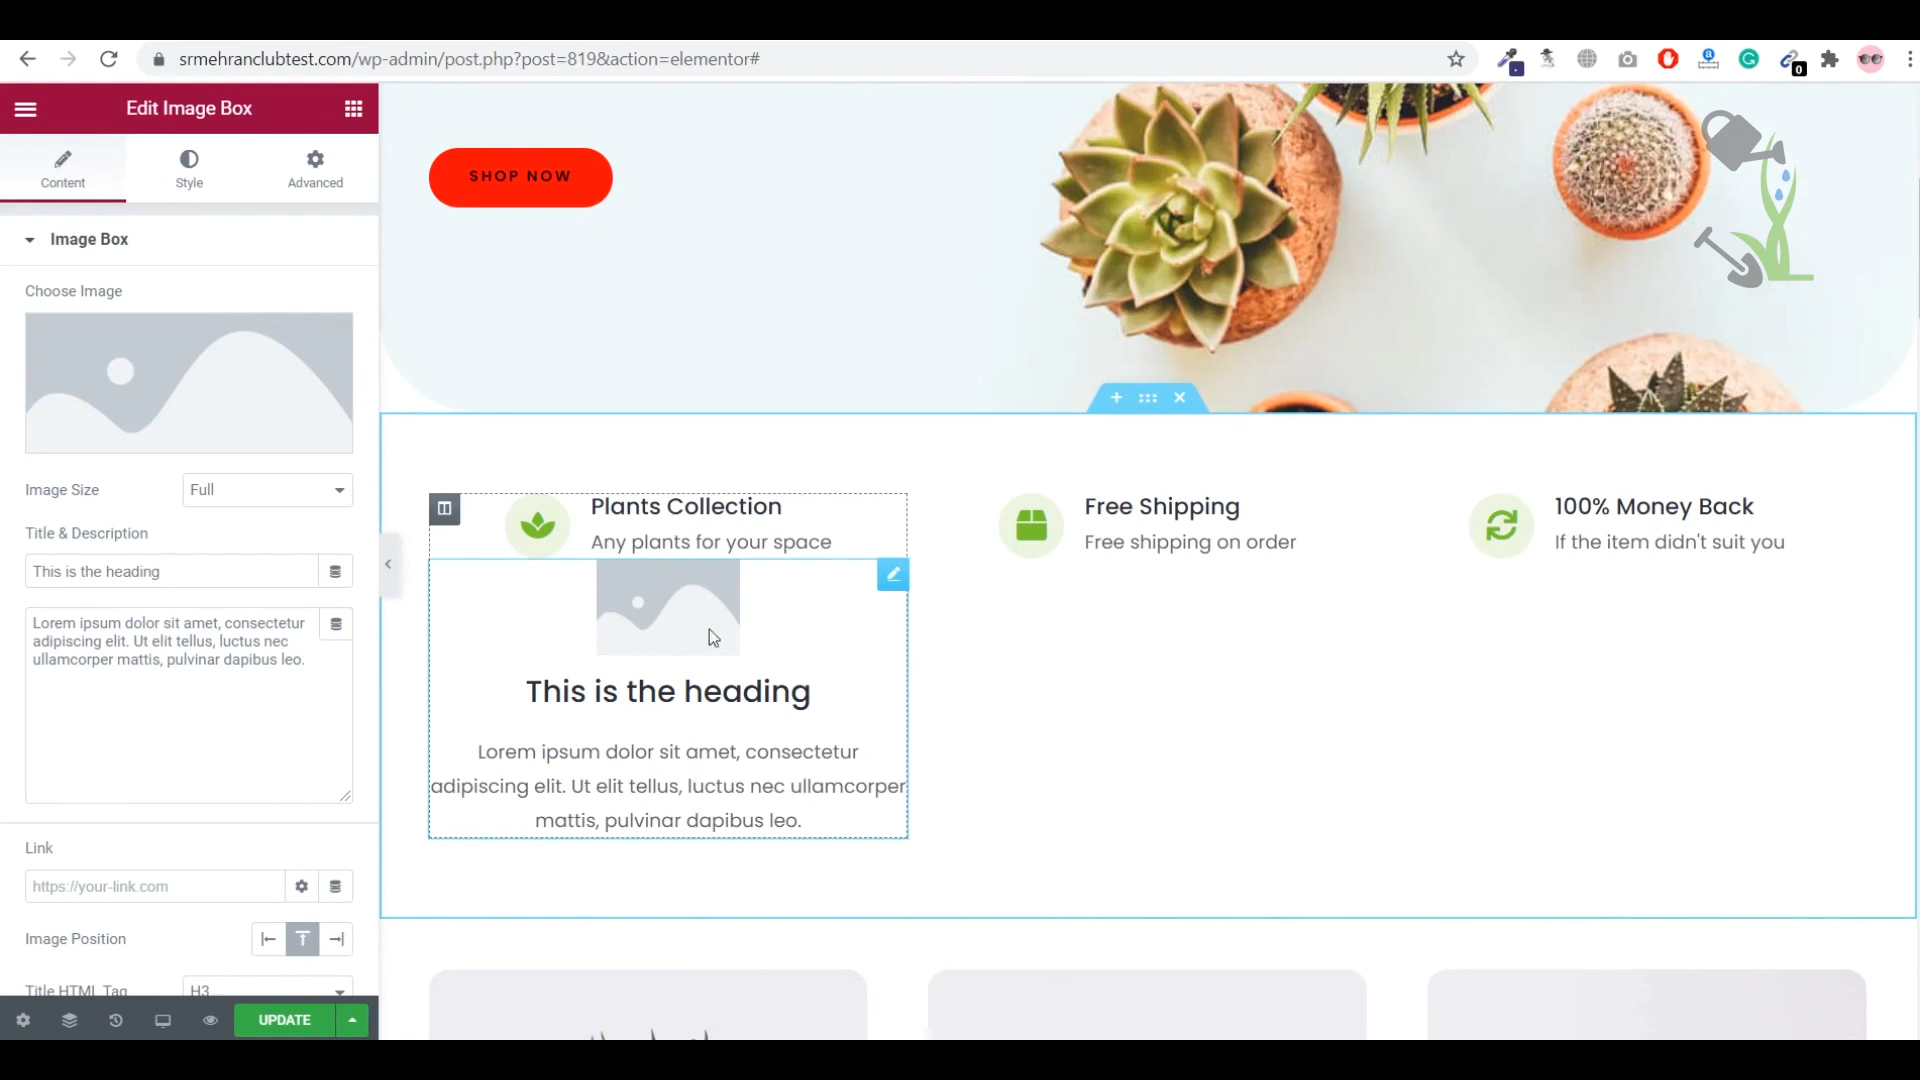 srmehranclubtest.com/wp-admin/post.php?post=819&action=elementor#
0
Edit Image Box
Content
Style
Advanced
Image Box
Choose Image
Image Size
Full
Title & Description
This is the heading
Lorem ipsum dolor sit amet, consectetur
adipiscing elit. Ut elit tellus, luctus nec
ullamcorper mattis, pulvinar dapibus leo.
Link
https://your-link.com
Image Position
Title HTML Tag
H3
UPDATE
SHOP NOW
Plants Collection
Any plants for your space
Free Shipping
Free shipping on order
100% Money Back
If the item didn't suit you
This is the heading
Lorem ipsum dolor sit amet, consectetur
adipiscing elit. Ut elit tellus, luctus nec ullamcorper
mattis, pulvinar dapibus leo.